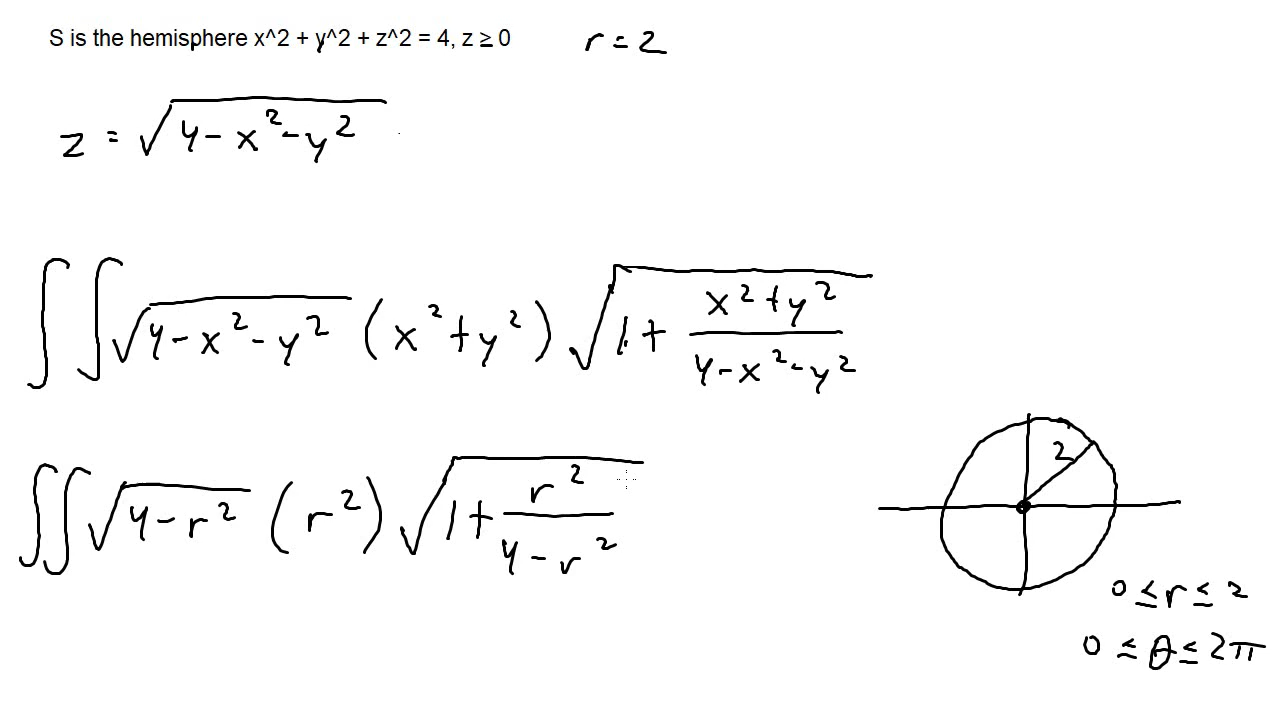 S is the hemisphere x^2 + y^2 + z^2 = 4, z ≥ 0 r = 2
z = √(4 - x² - y²)
∫∫ √(4 - x² - y²) (x² + y²) √(1 + (x² + y²)/(4 - x² - y²))
2
∫∫ √(4 - r²) (r²) √(1 + r²/(4 - r²))
0 ≤ r ≤ 2
0 ≤ θ ≤ 2π